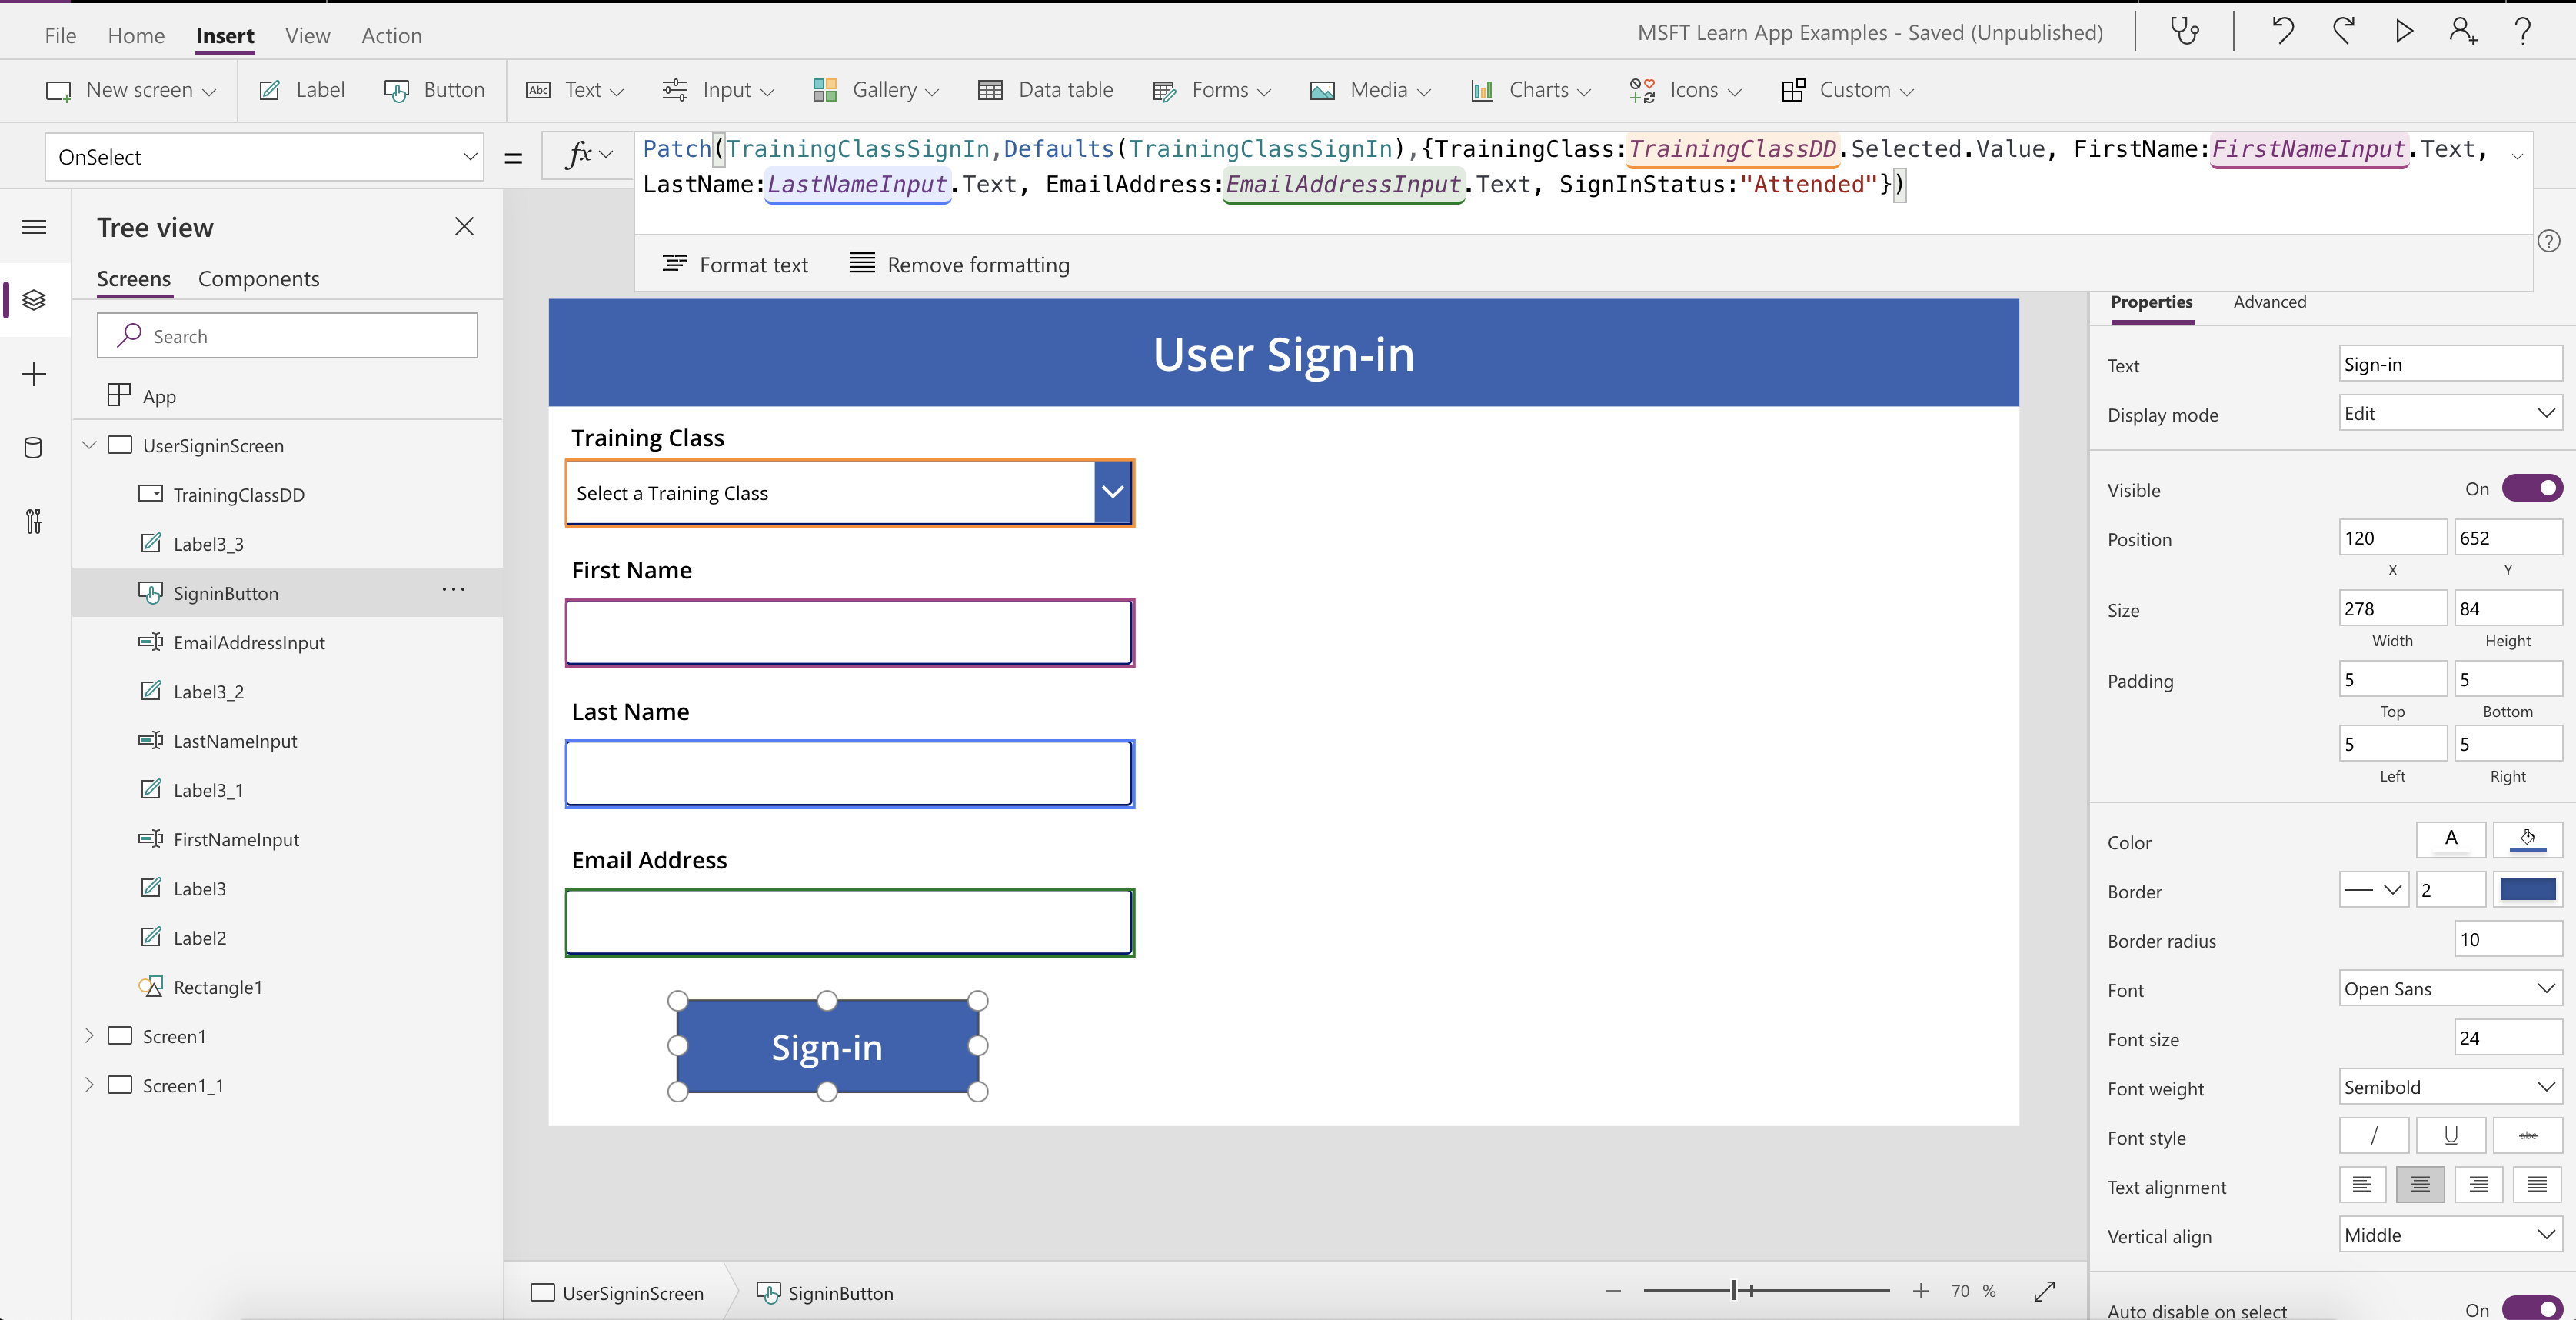 File Home Insert View Action
MSFT Learn App Examples - Saved (Unpublished)
New screen Label Button Abc Text Input Gallery Data table Forms Media Charts Icons Custom
OnSelect = fx
Patch(TrainingClassSignIn,Defaults(TrainingClassSignIn),{TrainingClass:TrainingClassDD.Selected.Value, FirstName:FirstNameInput.Text,
LastName:LastNameInput.Text, EmailAddress:EmailAddressInput.Text, SignInStatus:"Attended"})
Format text Remove formatting
Tree view
Screens Components
Search
App
UserSigninScreen
TrainingClassDD
Label3_3
SigninButton
EmailAddressInput
Label3_2
LastNameInput
Label3_1
FirstNameInput
Label3
Label2
Rectangle1
Screen1
Screen1_1
User Sign-in
Training Class
Select a Training Class
First Name
Last Name
Email Address
Sign-in
UserSigninScreen SigninButton
70 %
Properties Advanced
Text Sign-in
Display mode Edit
Visible On
Position 120 652
X Y
Size 278 84
Width Height
Padding 5 5
Top Bottom
5 5
Left Right
Color A
Border 2
Border radius 10
Font Open Sans
Font size 24
Font weight Semibold
Font style / U abc
Text alignment
Vertical align Middle
Auto disable on select On